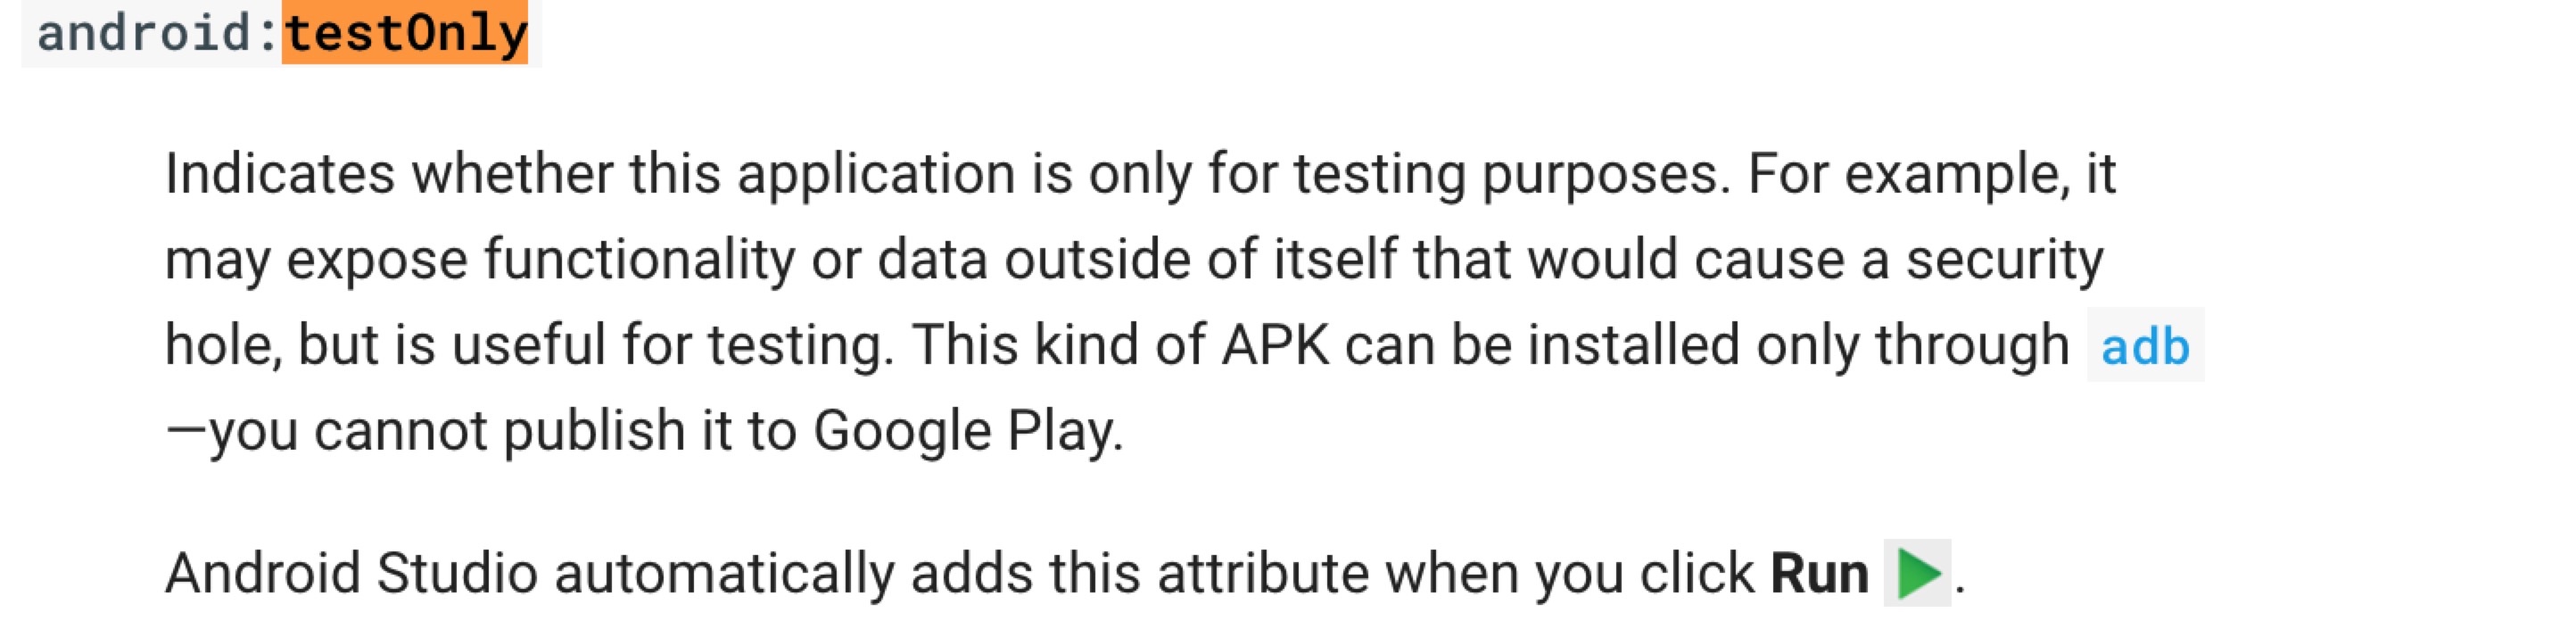 android:testOnly
Indicates whether this application is only for testing purposes. For example, it
may expose functionality or data outside of itself that would cause a security
hole, but is useful for testing. This kind of APK can be installed only through adb
—you cannot publish it to Google Play.
Android Studio automatically adds this attribute when you click Run .